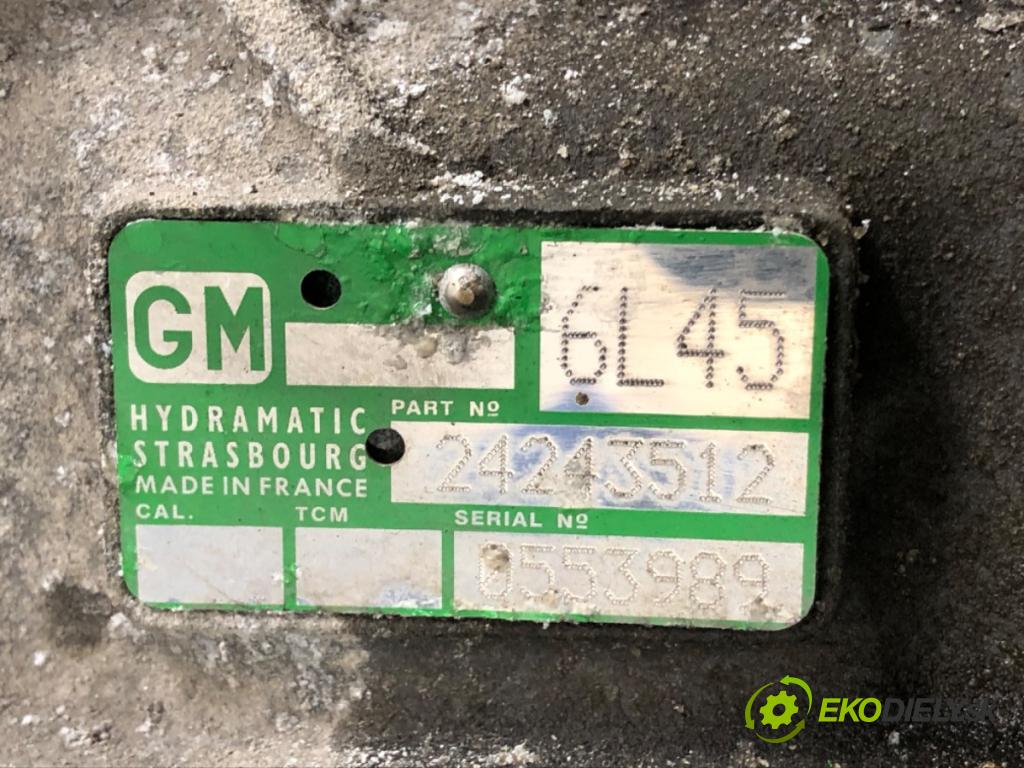 GM
6L45
HYDRAMATIC
STRASBOURG
MADE IN FRANCE
PART Nº
24243512
CAL.
TCM
SERIAL Nº
0553989
EKODIELY.SK